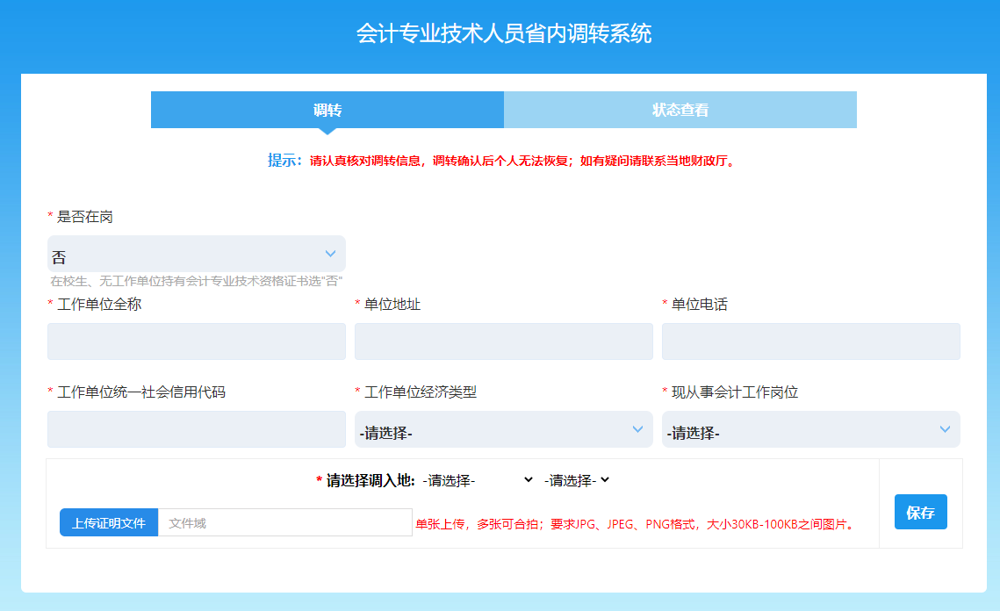 会计专业技术人员省内调转系统
调转 状态查看
提示：请认真核对调转信息，调转确认后个人无法恢复；如有疑问请联系当地财政厅。
* 是否在岗
否
在校生、无工作单位持有会计专业技术资格证书选"否"
* 工作单位全称 * 单位地址 * 单位电话
* 工作单位统一社会信用代码 * 工作单位经济类型 * 现从事会计工作岗位
-请选择- -请选择-
* 请选择调入地: -请选择- -请选择-
上传证明文件 文件域 单张上传，多张可合拍；要求JPG、JPEG、PNG格式，大小30KB-100KB之间图片。
保存